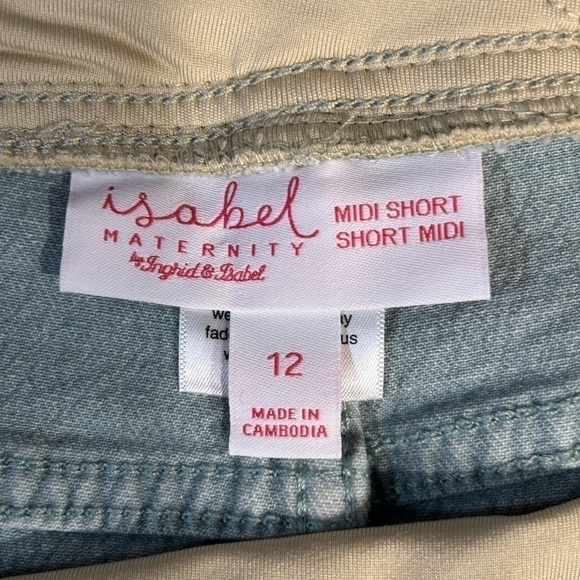 isabel
MATERNITY
by Ingrid & Isabel
MIDI SHORT
SHORT MIDI
12
MADE IN
CAMBODIA